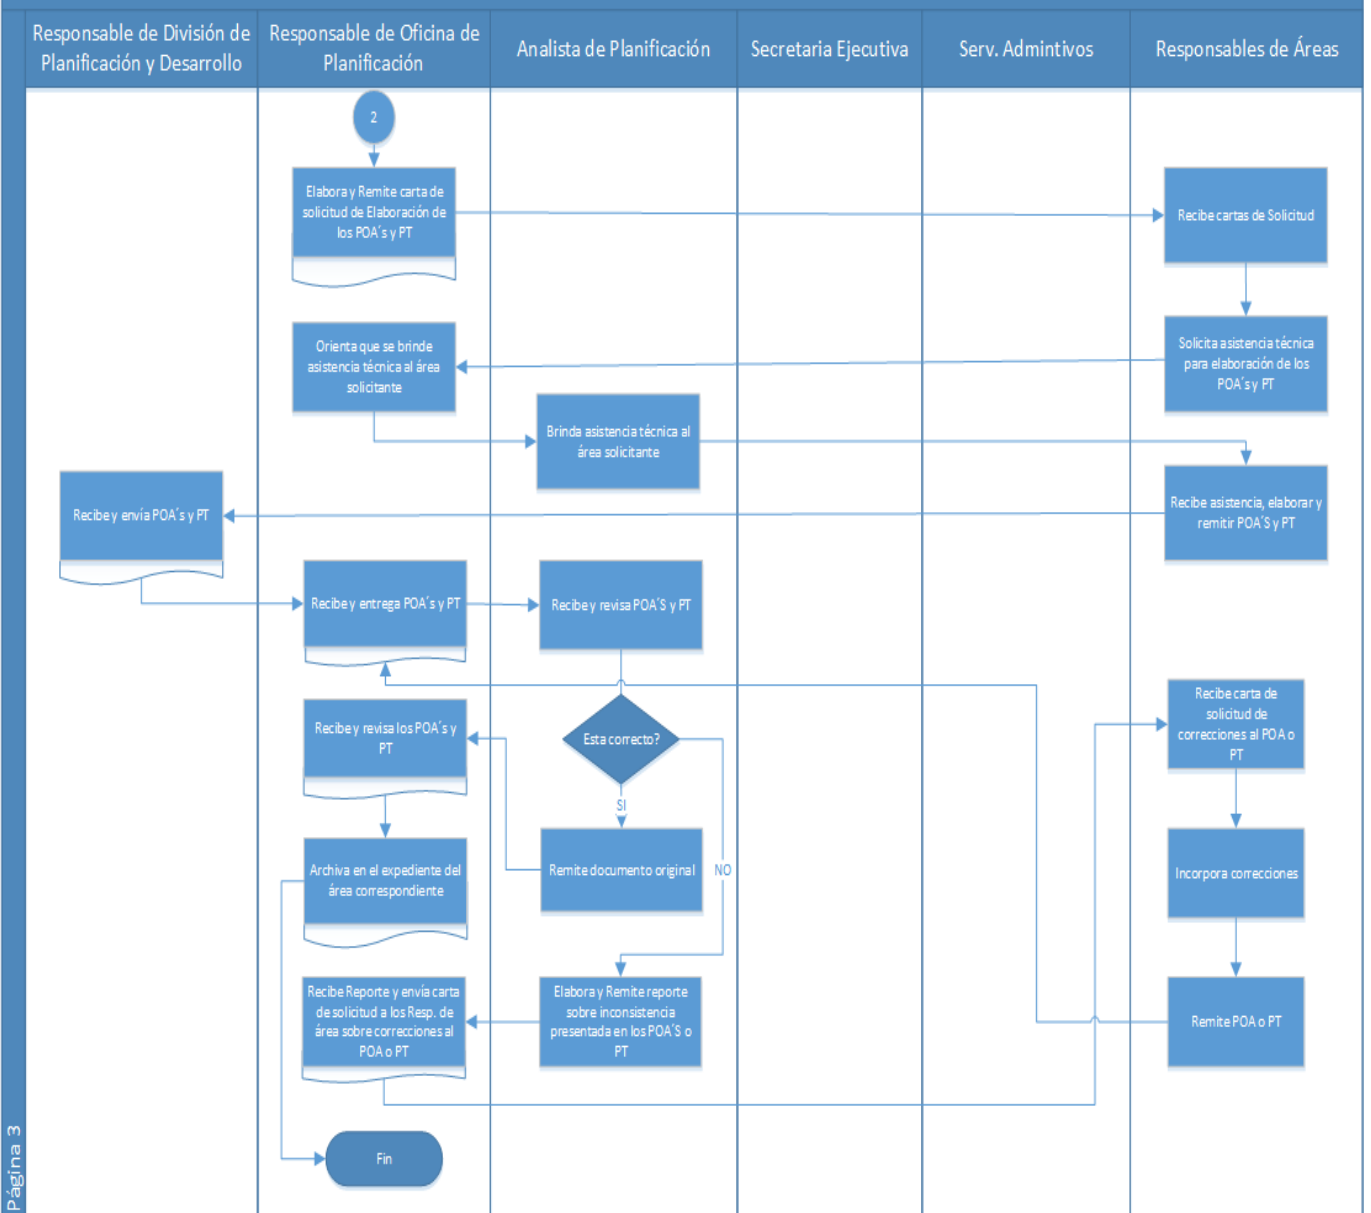 Responsable de División de
Planificación y Desarrollo
Responsable de Oficina de
Planificación
Analista de Planificación
Secretaria Ejecutiva
Serv. Admintivos
Responsables de Áreas
2
Elabora y Remite carta de
solicitud de Elaboración de
los POA´s y PT
Recibe cartas de Solicitud
Orienta que se brinde
asistencia técnica al área
solicitante
Solicita asistencia técnica
para elaboración de los
POA´s y PT
Brinda asistencia técnica al
área solicitante
Recibe y envía POA´s y PT
Recibe asistencia, elaborar y
remitir POA´S y PT
Recibe y entrega POA´s y PT
Recibe y revisa POA´S y PT
Recibe y revisa los POA´s y
PT
Esta correcto?
Recibe carta de
solicitud de
correcciones al POA o
PT
SI
Archiva en el expediente del
área correspondiente
Remite documento original
NO
Incorpora correcciones
Recibe Reporte y envía carta
de solicitud a los Resp. de
área sobre correcciones al
POA o PT
Elabora y Remite reporte
sobre inconsistencia
presentada en los POA´S o
PT
Remite POA o PT
Fin
Página 3